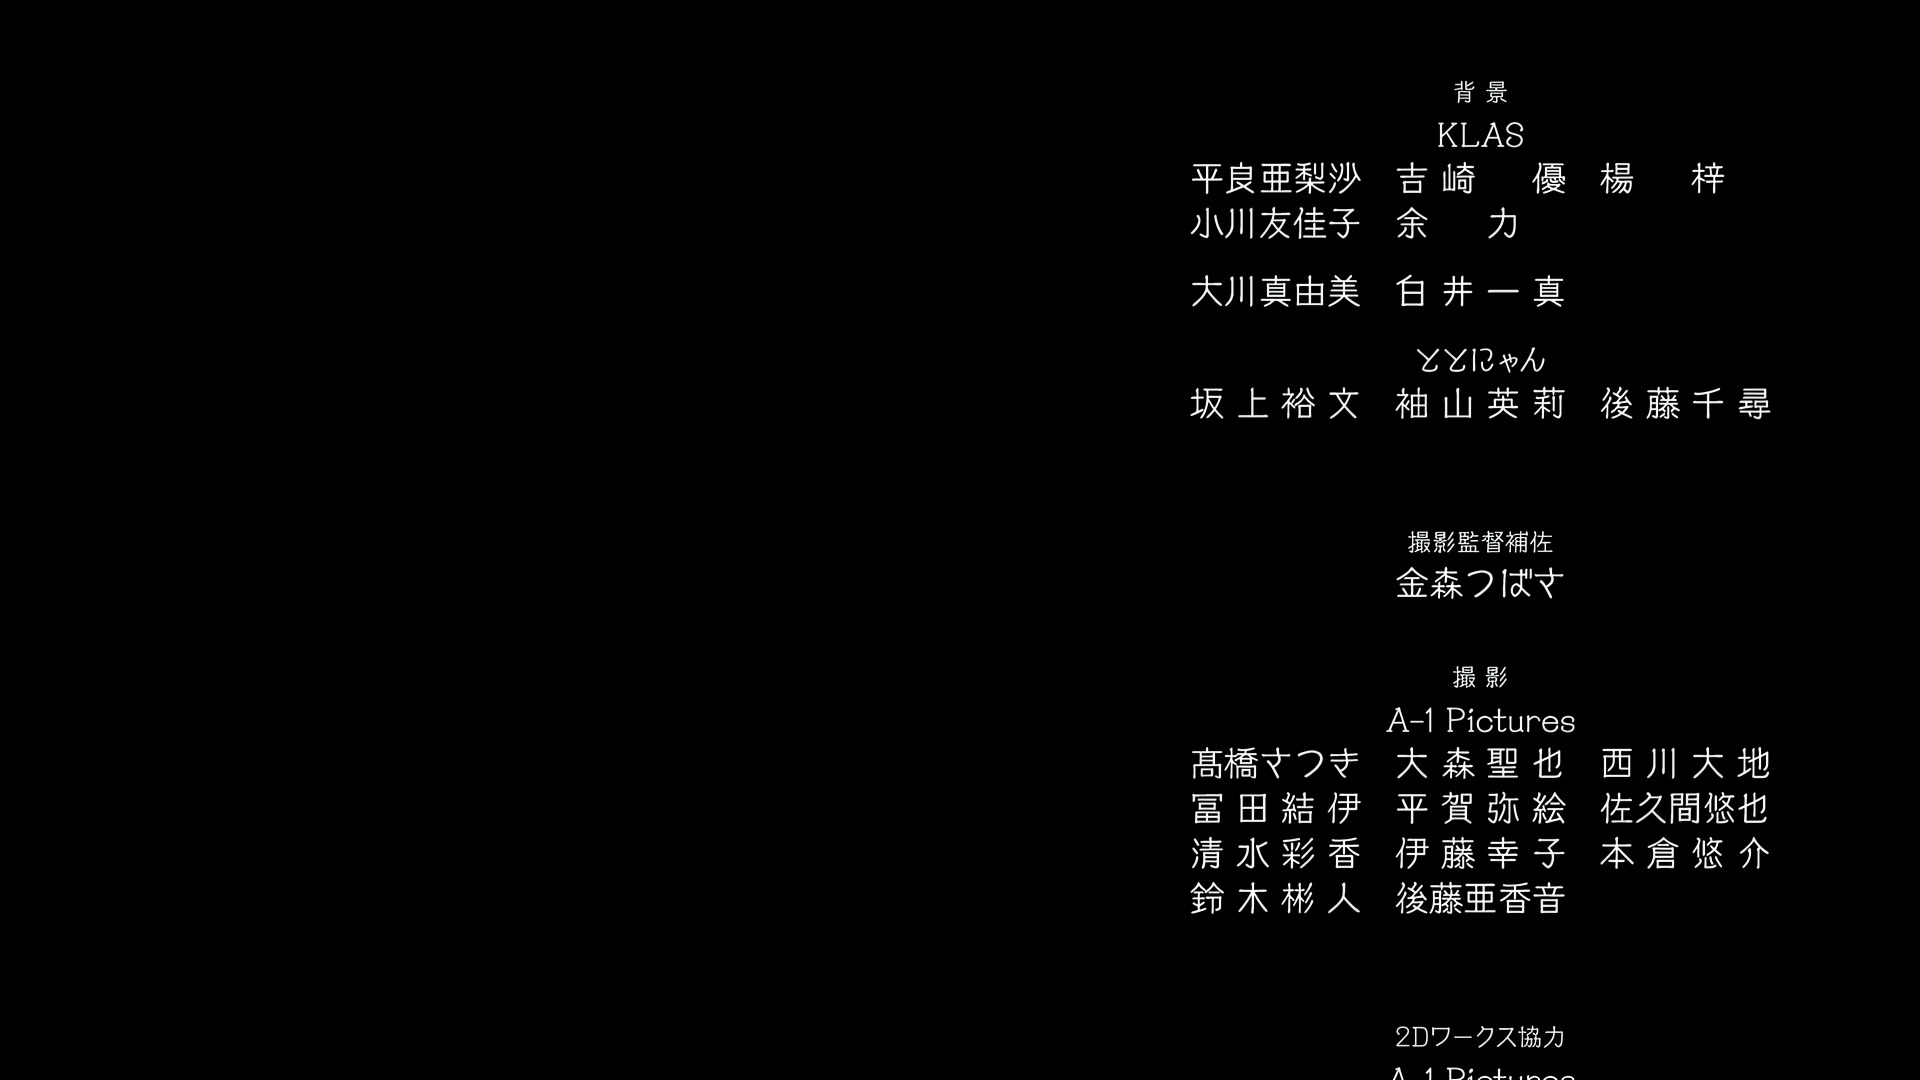 背景
KLAS
平良亜梨沙 吉崎 優 楊 梓
小川友佳子 余 力
大川真由美 白井一真
ととにゃん
坂上裕文 袖山英莉 後藤千尋
撮影監督補佐
金森つばさ
撮影
A-1 Pictures
髙橋さつき 大森聖也 西川大地
冨田結伊 平賀弥絵 佐久間悠也
清水彩香 伊藤幸子 本倉悠介
鈴木彬人 後藤亜香音
2Dワークス協力
A-1 Pictures